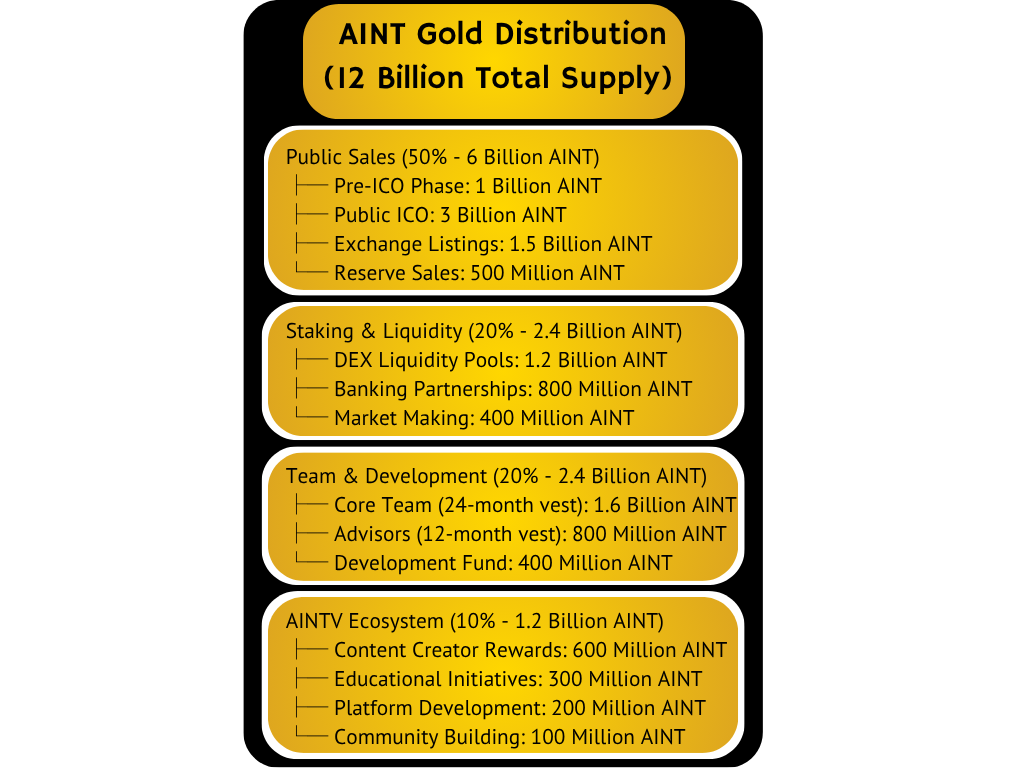 AINT Gold Distribution
(12 Billion Total Supply)
Public Sales (50% - 6 Billion AINT)
├── Pre-ICO Phase: 1 Billion AINT
├── Public ICO: 3 Billion AINT
├── Exchange Listings: 1.5 Billion AINT
└── Reserve Sales: 500 Million AINT
Staking & Liquidity (20% - 2.4 Billion AINT)
├── DEX Liquidity Pools: 1.2 Billion AINT
├── Banking Partnerships: 800 Million AINT
└── Market Making: 400 Million AINT
Team & Development (20% - 2.4 Billion AINT)
├── Core Team (24-month vest): 1.6 Billion AINT
├── Advisors (12-month vest): 800 Million AINT
└── Development Fund: 400 Million AINT
AINTV Ecosystem (10% - 1.2 Billion AINT)
├── Content Creator Rewards: 600 Million AINT
├── Educational Initiatives: 300 Million AINT
├── Platform Development: 200 Million AINT
└── Community Building: 100 Million AINT